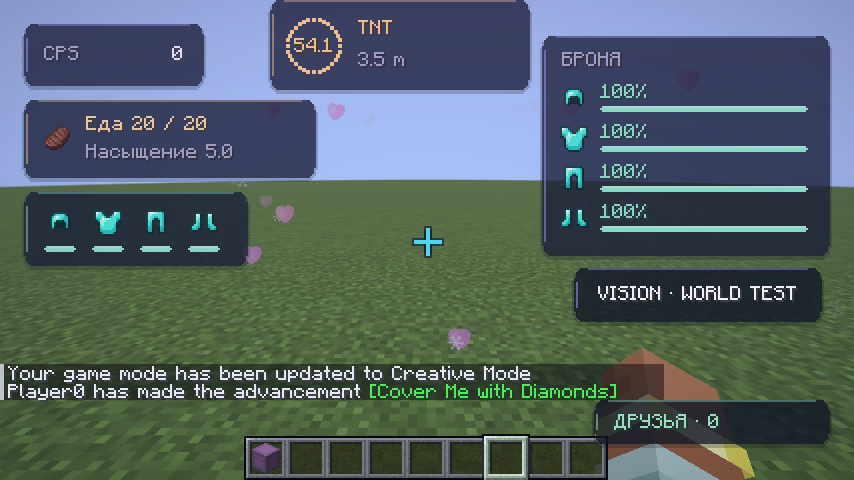 CPS 0
54.1
TNT
3.5 m
Еда 20 / 20
Насыщение 5.0
БРОНЯ
100%
100%
100%
100%
VISION · WORLD TEST
Your game mode has been updated to Creative Mode
Player0 has made the advancement [Cover Me with Diamonds]
ДРУЗЬЯ · 0